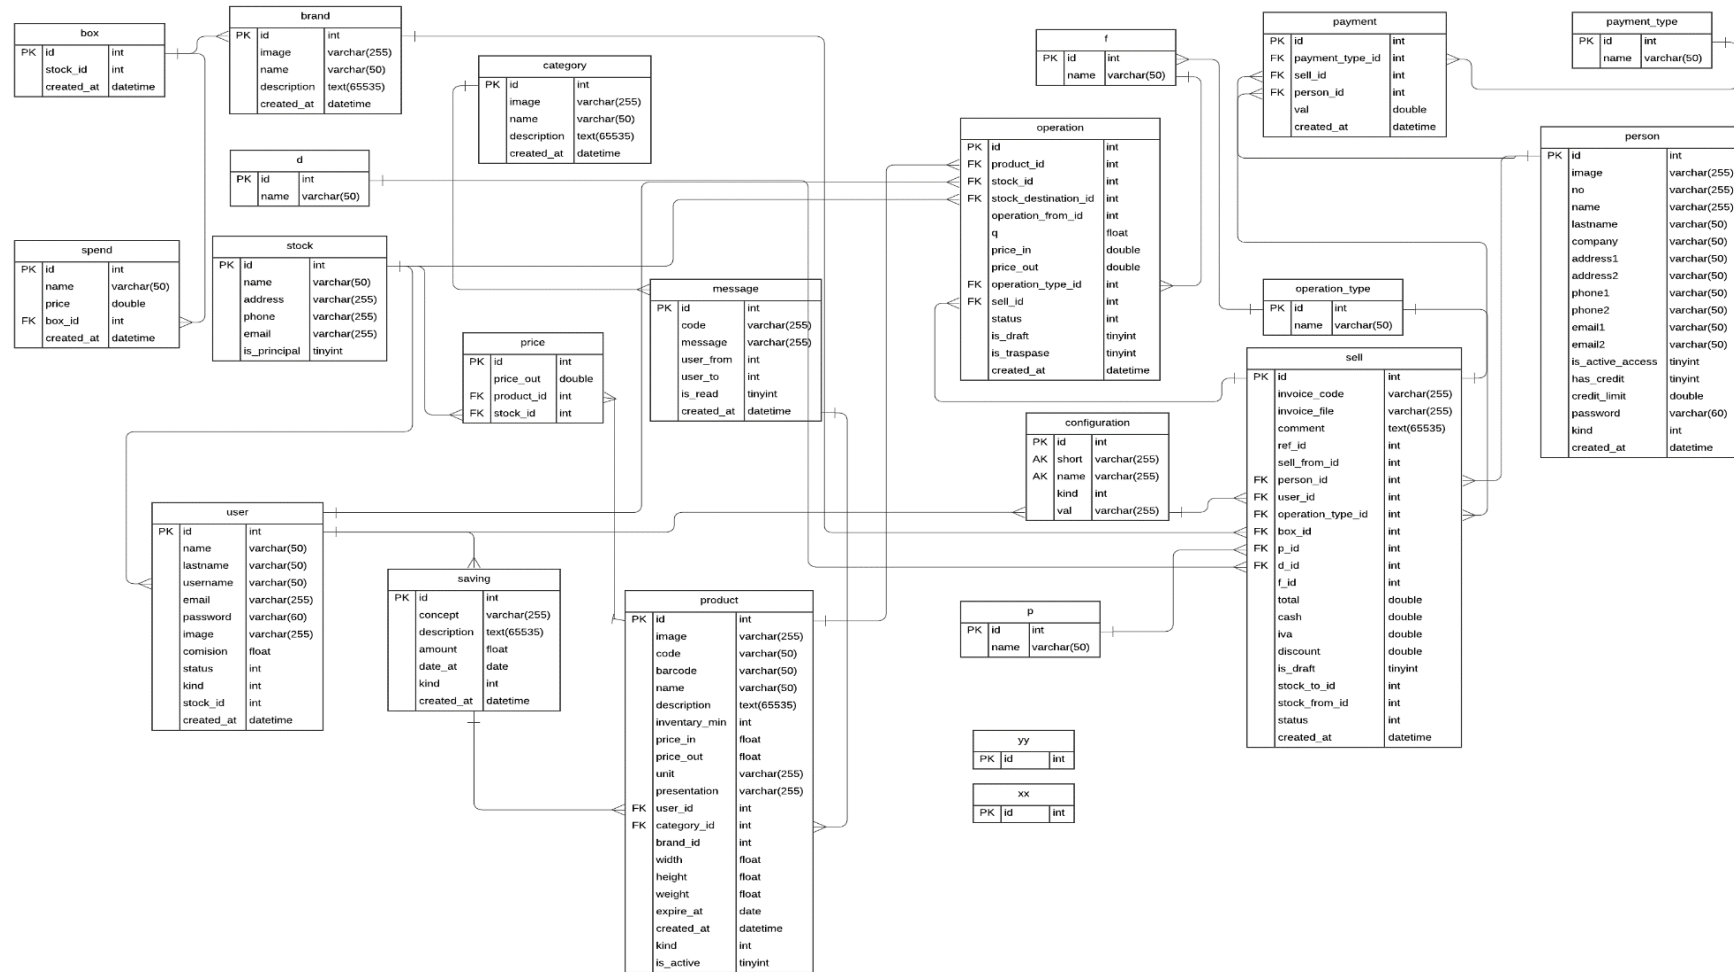 box
PK id int
stock_id int
created_at datetime
brand
PK id int
image varchar(255)
name varchar(50)
description text(65535)
created_at datetime
category
PK id int
image varchar(255)
name varchar(50)
description text(65535)
created_at datetime
d
PK id int
name varchar(50)
spend
PK id int
name varchar(50)
price double
FK box_id int
created_at datetime
stock
PK id int
name varchar(50)
address varchar(255)
phone varchar(255)
email varchar(255)
is_principal tinyint
price
PK id int
price_out double
FK product_id int
FK stock_id int
message
PK id int
code varchar(255)
message varchar(255)
user_from int
user_to int
is_read tinyint
created_at datetime
user
PK id int
name varchar(50)
lastname varchar(50)
username varchar(50)
email varchar(255)
password varchar(60)
image varchar(255)
comision float
status int
kind int
stock_id int
created_at datetime
saving
PK id int
concept varchar(255)
description text(65535)
amount float
date_at date
kind int
created_at datetime
product
PK id int
image varchar(255)
code varchar(50)
barcode varchar(50)
name varchar(50)
description text(65535)
inventary_min int
price_in float
price_out float
unit varchar(255)
presentation varchar(255)
FK user_id int
FK category_id int
brand_id int
width float
height float
weight float
expire_at date
created_at datetime
kind int
is_active tinyint
f
PK id int
name varchar(50)
operation
PK id int
FK product_id int
FK stock_id int
FK stock_destination_id int
operation_from_id int
q float
price_in double
price_out double
FK operation_type_id int
FK sell_id int
status int
is_draft tinyint
is_traspase tinyint
created_at datetime
configuration
PK id int
AK short varchar(255)
AK name varchar(255)
kind int
val varchar(255)
p
PK id int
name varchar(50)
yy
PK id int
xx
PK id int
payment
PK id int
FK payment_type_id int
FK sell_id int
FK person_id int
val double
created_at datetime
payment_type
PK id int
name varchar(50)
operation_type
PK id int
name varchar(50)
sell
PK id int
invoice_code varchar(255)
invoice_file varchar(255)
comment text(65535)
ref_id int
sell_from_id int
FK person_id int
FK user_id int
FK operation_type_id int
FK box_id int
FK p_id int
FK d_id int
f_id int
total double
cash double
iva double
discount double
is_draft tinyint
stock_to_id int
stock_from_id int
status int
created_at datetime
person
PK id int
image varchar(255)
no varchar(255)
name varchar(255)
lastname varchar(50)
company varchar(50)
address1 varchar(50)
address2 varchar(50)
phone1 varchar(50)
phone2 varchar(50)
email1 varchar(50)
email2 varchar(50)
is_active_access tinyint
has_credit tinyint
credit_limit double
password varchar(60)
kind int
created_at datetime